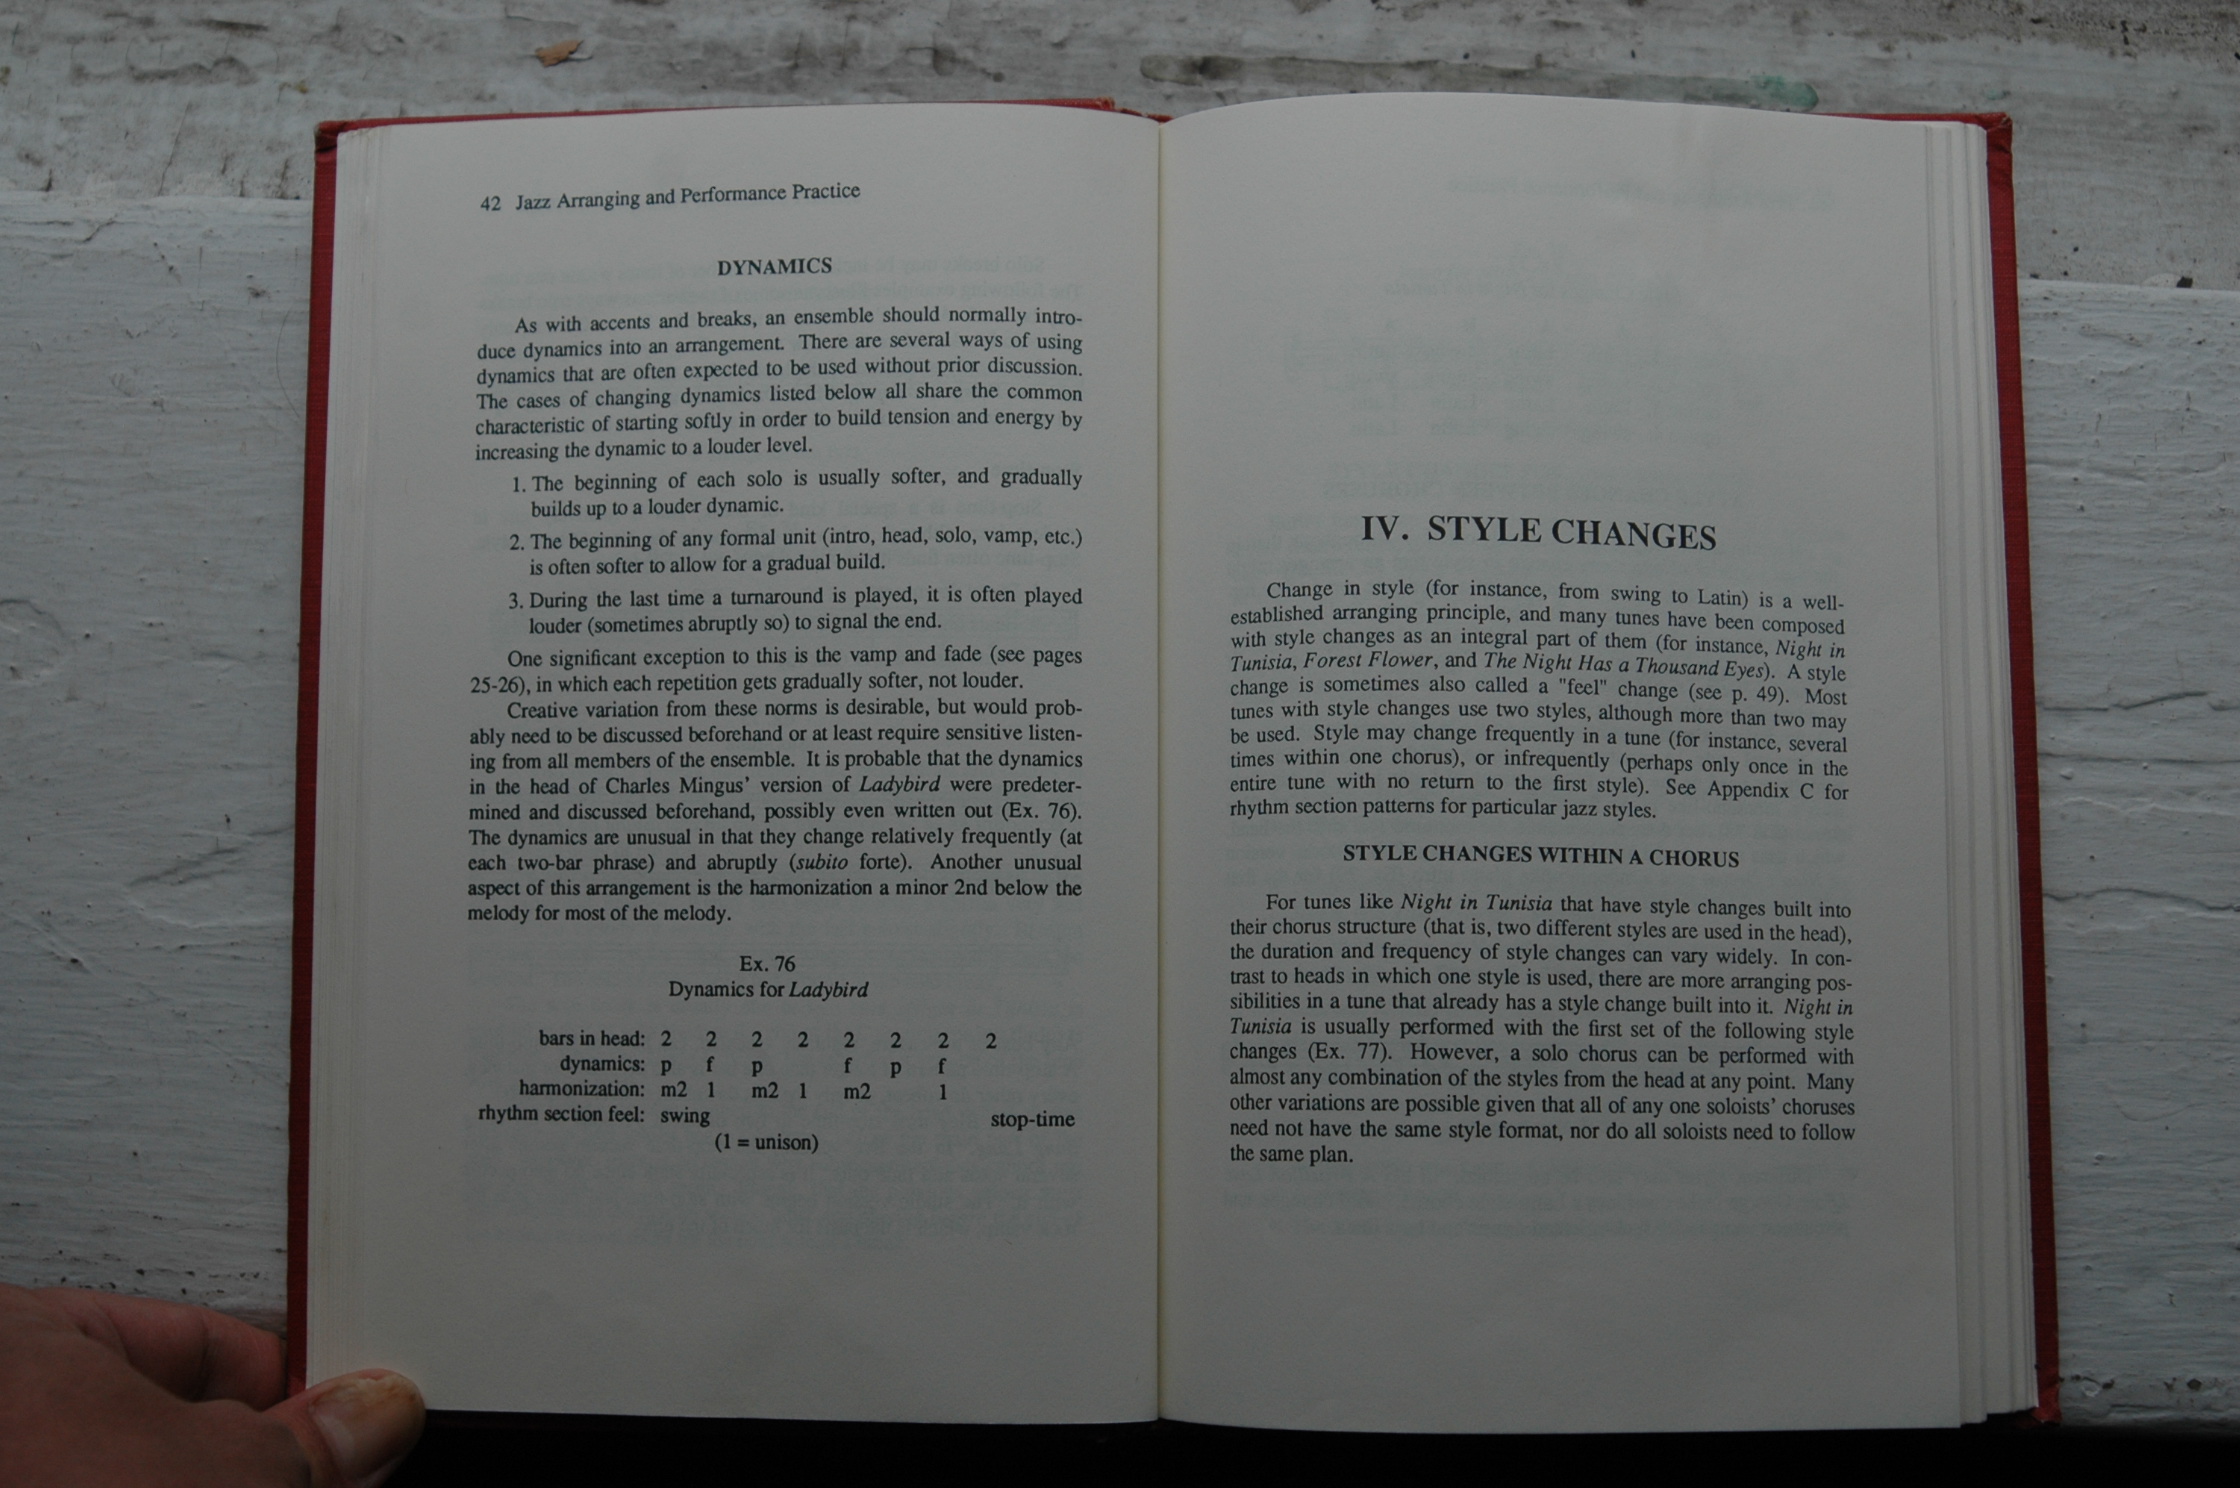 42 Jazz Arranging and Performance Practice
DYNAMICS
As with accents and breaks, an ensemble should normally intro-
duce dynamics into an arrangement. There are several ways of using
dynamics that are often expected to be used without prior discussion.
The cases of changing dynamics listed below all share the common
characteristic of starting softly in order to build tension and energy by
increasing the dynamic to a louder level.
1. The beginning of each solo is usually softer, and gradually
builds up to a louder dynamic.
2. The beginning of any formal unit (intro, head, solo, vamp, etc.)
is often softer to allow for a gradual build.
3. During the last time a turnaround is played, it is often played
louder (sometimes abruptly so) to signal the end.
One significant exception to this is the vamp and fade (see pages
25-26), in which each repetition gets gradually softer, not louder.
Creative variation from these norms is desirable, but would prob-
ably need to be discussed beforehand or at least require sensitive listen-
ing from all members of the ensemble. It is probable that the dynamics
in the head of Charles Mingus' version of Ladybird were predeter-
mined and discussed beforehand, possibly even written out (Ex. 76).
The dynamics are unusual in that they change relatively frequently (at
each two-bar phrase) and abruptly (subito forte). Another unusual
aspect of this arrangement is the harmonization a minor 2nd below the
melody for most of the melody.
Ex. 76
Dynamics for Ladybird
bars in head: 2 2 2 2 2 2 2 2
dynamics: p f p f p f
harmonization: m2 1 m2 1 m2 1
rhythm section feel: swing stop-time
(1 = unison)
IV. STYLE CHANGES
Change in style (for instance, from swing to Latin) is a well-
established arranging principle, and many tunes have been composed
with style changes as an integral part of them (for instance, Night in
Tunisia, Forest Flower, and The Night Has a Thousand Eyes). A style
change is sometimes also called a "feel" change (see p. 49). Most
tunes with style changes use two styles, although more than two may
be used. Style may change frequently in a tune (for instance, several
times within one chorus), or infrequently (perhaps only once in the
entire tune with no return to the first style). See Appendix C for
rhythm section patterns for particular jazz styles.
STYLE CHANGES WITHIN A CHORUS
For tunes like Night in Tunisia that have style changes built into
their chorus structure (that is, two different styles are used in the head),
the duration and frequency of style changes can vary widely. In con-
trast to heads in which one style is used, there are more arranging pos-
sibilities in a tune that already has a style change built into it. Night in
Tunisia is usually performed with the first set of the following style
changes (Ex. 77). However, a solo chorus can be performed with
almost any combination of the styles from the head at any point. Many
other variations are possible given that all of any one soloists' choruses
need not have the same style format, nor do all soloists need to follow
the same plan.